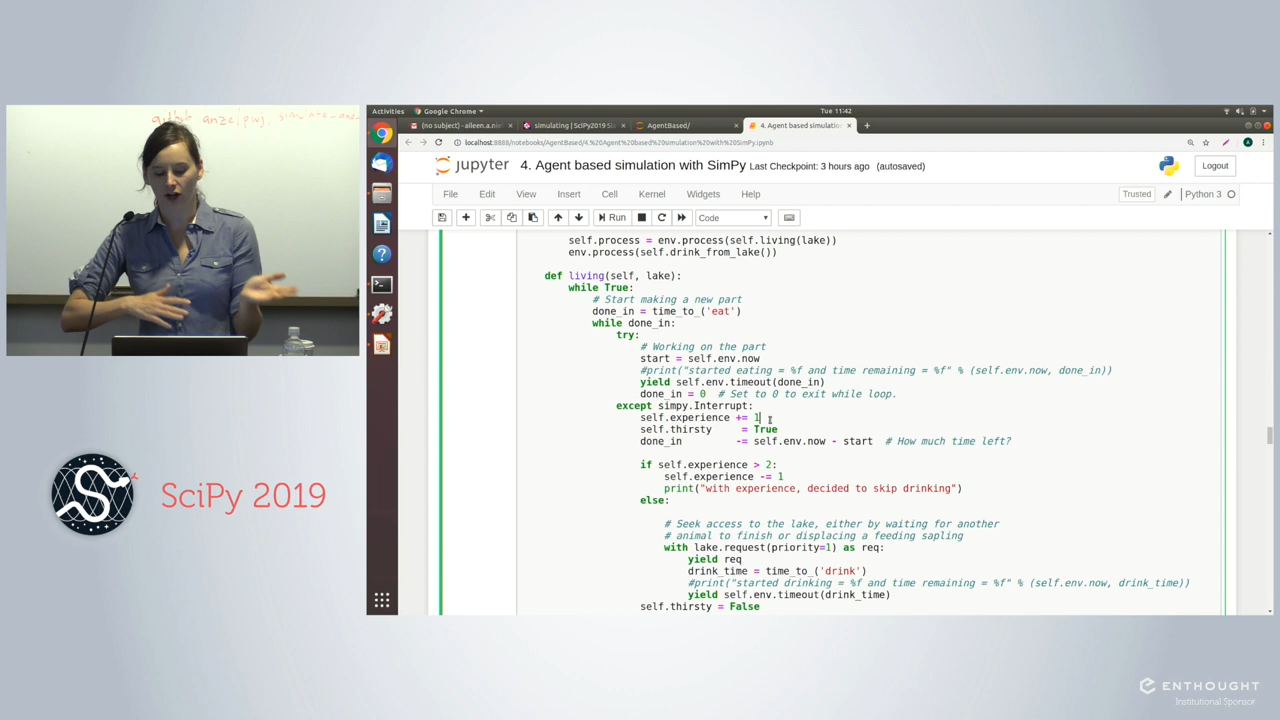 github anzelpwj
Activities
Google Chrome
Tue 11:42
(no subject) - aileen.a.nie
simulating | SciPy2019 Sim
AgentBased/
4. Agent based simulatio
localhost:8888/notebooks/AgentBased/4.%20Agent%20based%20simulation%20with%20SimPy.ipynb
jupyter 4. Agent based simulation with SimPy Last Checkpoint: 3 hours ago (autosaved)
Logout
File Edit View Insert Cell Kernel Widgets Help
Trusted
Python 3
Run
Code
self.process = env.process(self.living(lake))
env.process(self.drink_from_lake())
def living(self, lake):
while True:
# Start making a new part
done_in = time_to_('eat')
while done_in:
try:
# Working on the part
start = self.env.now
#print("started eating = %f and time remaining = %f" % (self.env.now, done_in))
yield self.env.timeout(done_in)
done_in = 0 # Set to 0 to exit while loop.
except simpy.Interrupt:
self.experience += 1
self.thirsty = True
done_in -= self.env.now - start # How much time left?
if self.experience > 2:
self.experience -= 1
print("with experience, decided to skip drinking")
else:
# Seek access to the lake, either by waiting for another
# animal to finish or displacing a feeding sapling
with lake.request(priority=1) as req:
yield req
drink_time = time_to_('drink')
#print("started drinking = %f and time remaining = %f" % (self.env.now, drink_time))
yield self.env.timeout(drink_time)
self.thirsty = False
SciPy 2019
ENTHOUGHT
Institutional Sponsor